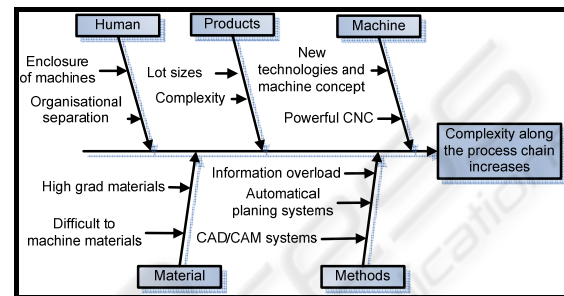 Human
Products
Machine
Enclosure
of machines
Organisational
separation
Lot sizes
Complexity
New
technologies and
machine concept
Powerful CNC
Complexity along
the process chain
increases
High grad materials
Difficult to
machine materials
Information overload
Automatical
planing systems
CAD/CAM systems
Material
Methods